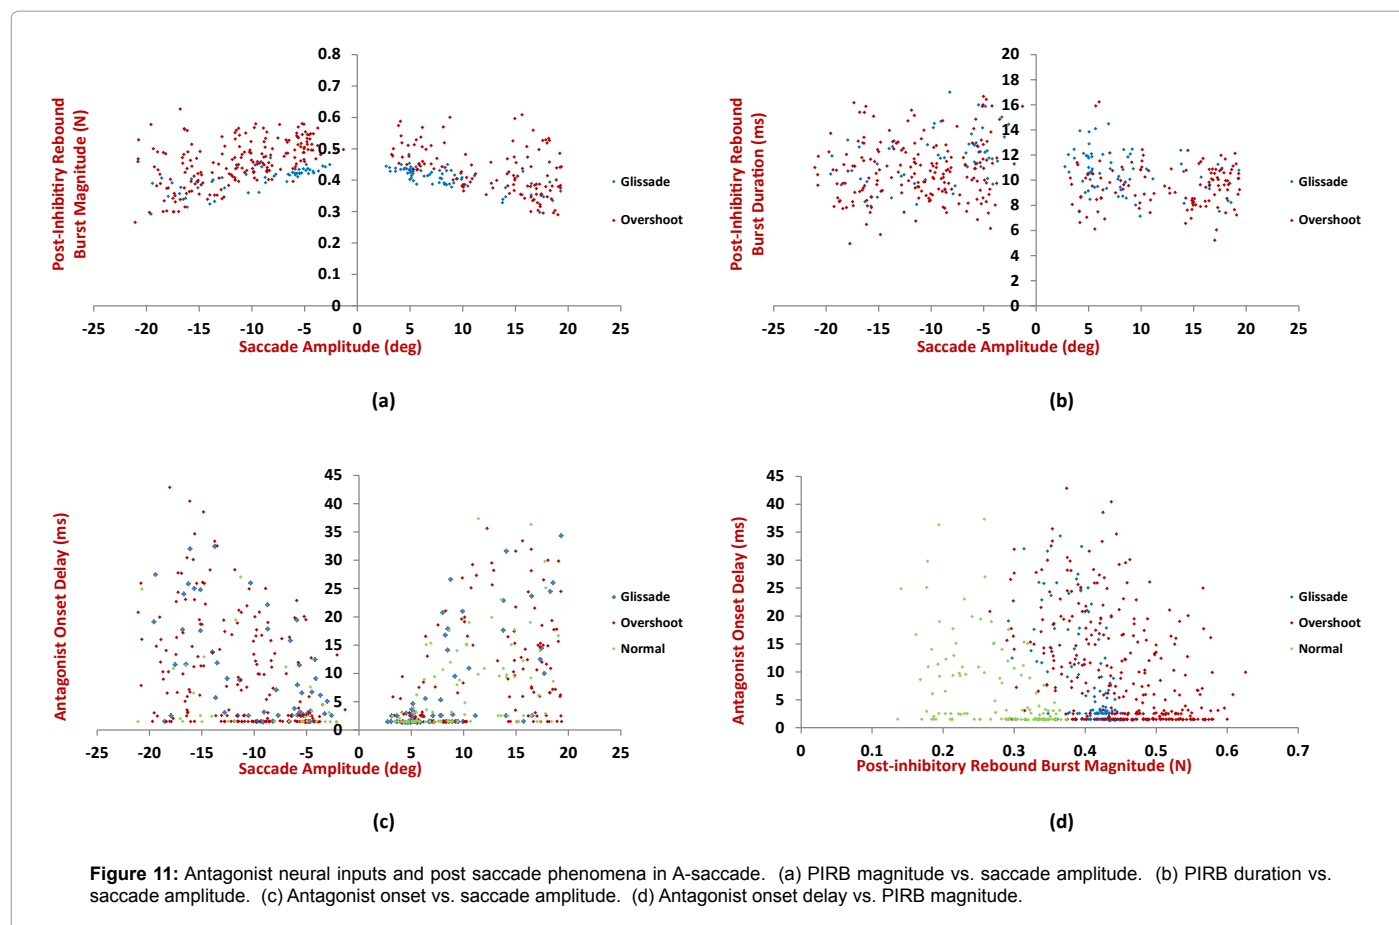 0.8
0.7
0.6
0.5
0.4
0.3
0.2
0.1
0
-25 -20 -15 -10 -5 0 5 10 15 20 25
Post-Inhibitiry Rebound
Burst Magnitude (N)
Saccade Amplitude (deg)
Glissade
Overshoot
(a)
20
18
16
14
12
10
8
6
4
2
0
-25 -20 -15 -10 -5 0 5 10 15 20 25
Post-Inhibitiry Rebound
Burst Duration (ms)
Saccade Amplitude (deg)
Glissade
Overshoot
(b)
45
40
35
30
25
20
15
10
5
0
-25 -20 -15 -10 -5 0 5 10 15 20 25
Antagonist Onset Delay (ms)
Saccade Amplitude (deg)
Glissade
Overshoot
Normal
(c)
45
40
35
30
25
20
15
10
5
0
0 0.1 0.2 0.3 0.4 0.5 0.6 0.7
Antagonist Onset Delay (ms)
Post-inhibitory Rebound Burst Magnitude (N)
Glissade
Overshoot
Normal
(d)
Figure 11: Antagonist neural inputs and post saccade phenomena in A-saccade. (a) PIRB magnitude vs. saccade amplitude. (b) PIRB duration vs.
saccade amplitude. (c) Antagonist onset vs. saccade amplitude. (d) Antagonist onset delay vs. PIRB magnitude.